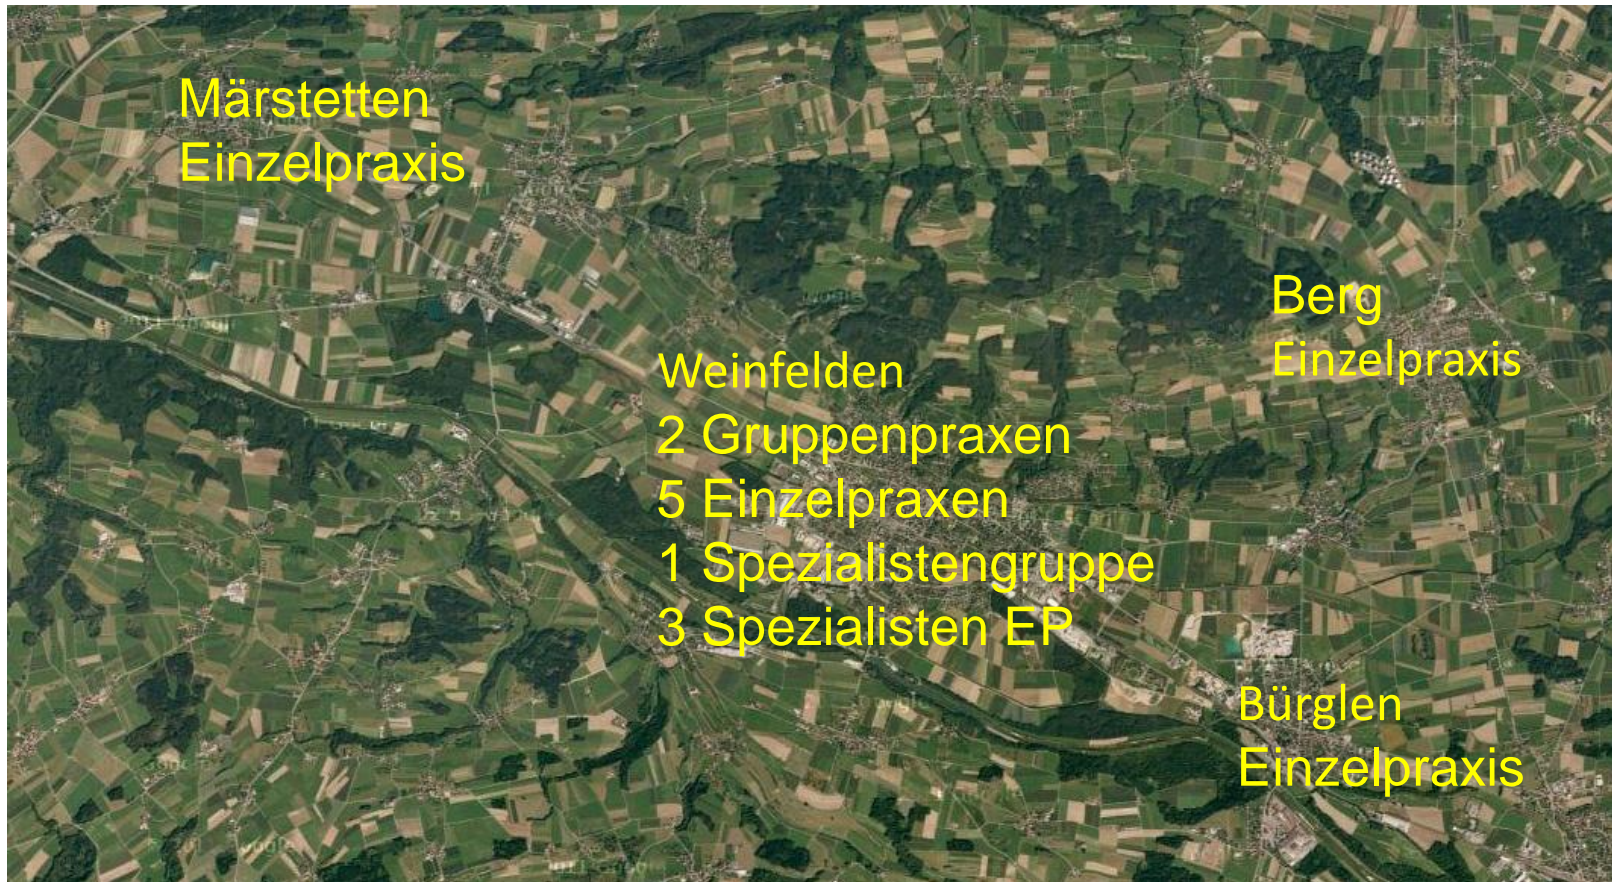 Märstetten
Einzelpraxis
Berg
Einzelpraxis
Weinfelden
2 Gruppenpraxen
5 Einzelpraxen
1 Spezialistengruppe
3 Spezialisten EP
Bürglen
Einzelpraxis